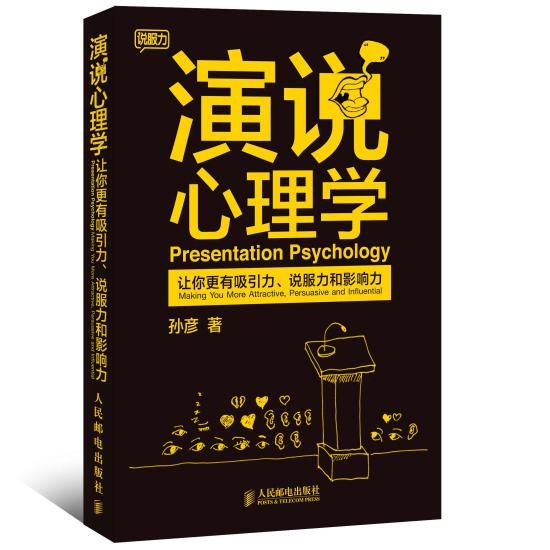 说服力
演说
心理学
Presentation Psychology
让你更有吸引力、说服力和影响力
Making You More Attractive, Persuasive and Influential
孙彦 著
人民邮电出版社
POSTS & TELECOM PRESS
演说心理学
让你更有吸引力、说服力和影响力
Presentation Psychology Making You More Attractive, Persuasive and Influential
人民邮电出版社